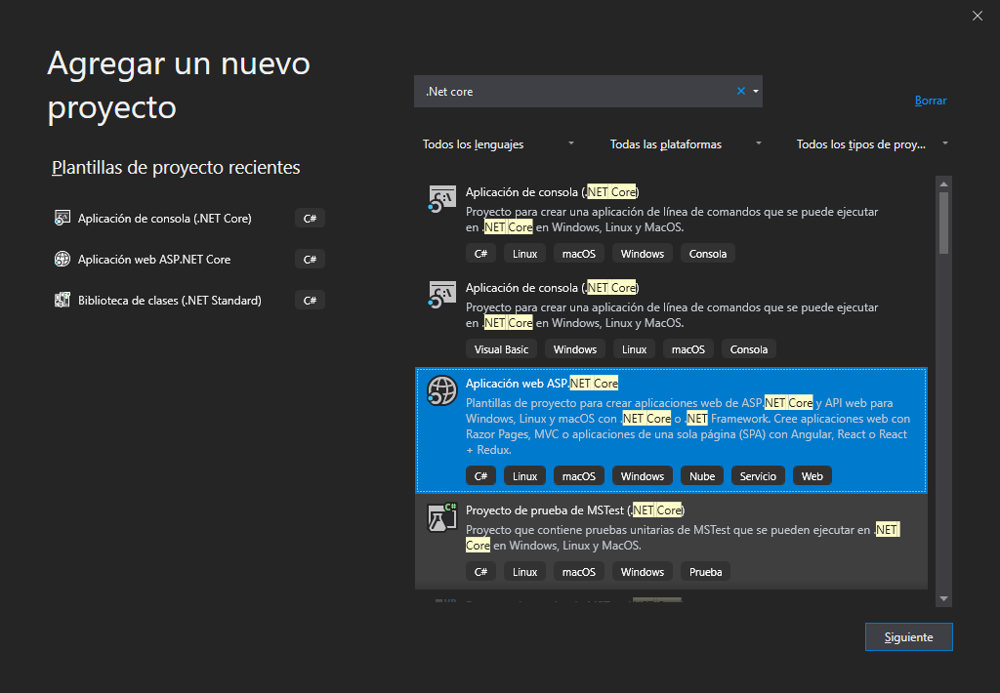 Agregar un nuevo
proyecto
Plantillas de proyecto recientes
Aplicación de consola (.NET Core) C#
Aplicación web ASP.NET Core C#
Biblioteca de clases (.NET Standard) C#
.Net core
Borrar
Todos los lenguajes Todas las plataformas Todos los tipos de proy...
Aplicación de consola (.NET Core)
Proyecto para crear una aplicación de línea de comandos que se puede ejecutar
en .NET Core en Windows, Linux y MacOS.
C# Linux macOS Windows Consola
Aplicación de consola (.NET Core)
Proyecto para crear una aplicación de línea de comandos que se puede ejecutar
en .NET Core en Windows, Linux y MacOS.
Visual Basic Windows Linux macOS Consola
Aplicación web ASP.NET Core
Plantillas de proyecto para crear aplicaciones web de ASP.NET Core y API web para
Windows, Linux y macOS con .NET Core o .NET Framework. Cree aplicaciones web con
Razor Pages, MVC o aplicaciones de una sola página (SPA) con Angular, React o React
+ Redux.
C# Linux macOS Windows Nube Servicio Web
Proyecto de prueba de MSTest (.NET Core)
Proyecto que contiene pruebas unitarias de MSTest que se pueden ejecutar en .NET
Core en Windows, Linux y MacOS.
C# Linux macOS Windows Prueba
Siguiente